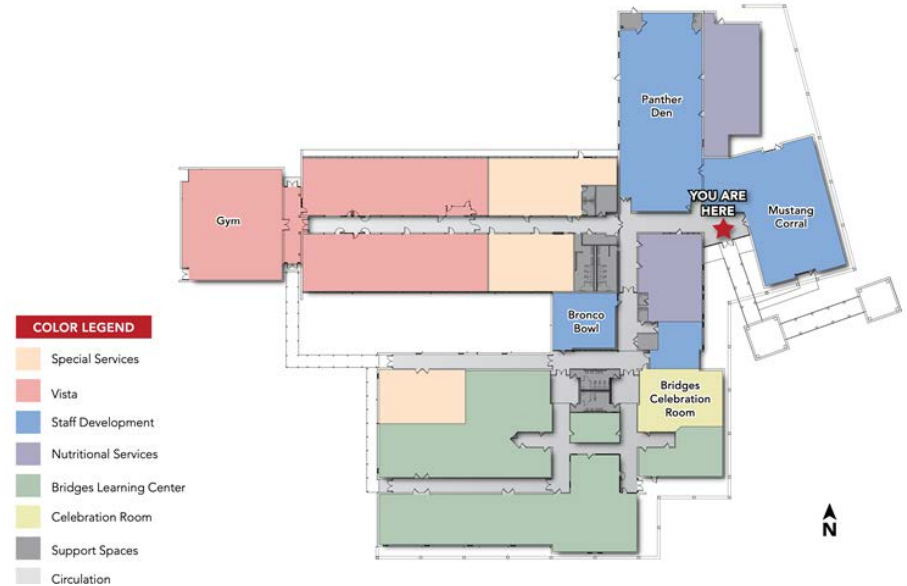 Panther
Den
YOU ARE
HERE
Mustang
Corral
Gym
Bronco
Bowl
Bridges
Celebration
Room
COLOR LEGEND
Special Services
Vista
Staff Development
Nutritional Services
Bridges Learning Center
Celebration Room
Support Spaces
Circulation
N